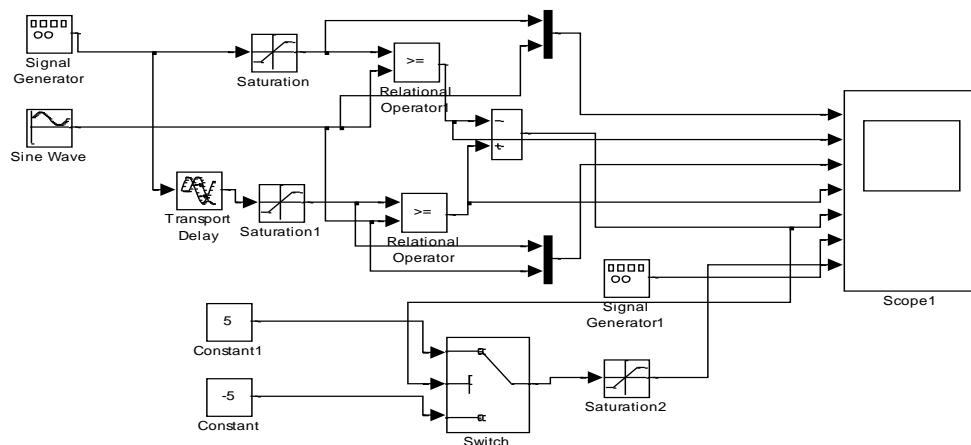 Signal
Generator
Saturation
>=
Relational
Operator1
Sine Wave
-
+
Transport
Delay
Saturation1
>=
Relational
Operator
Signal
Generator1
Scope1
5
Constant1
-5
Constant
Switch
Saturation2